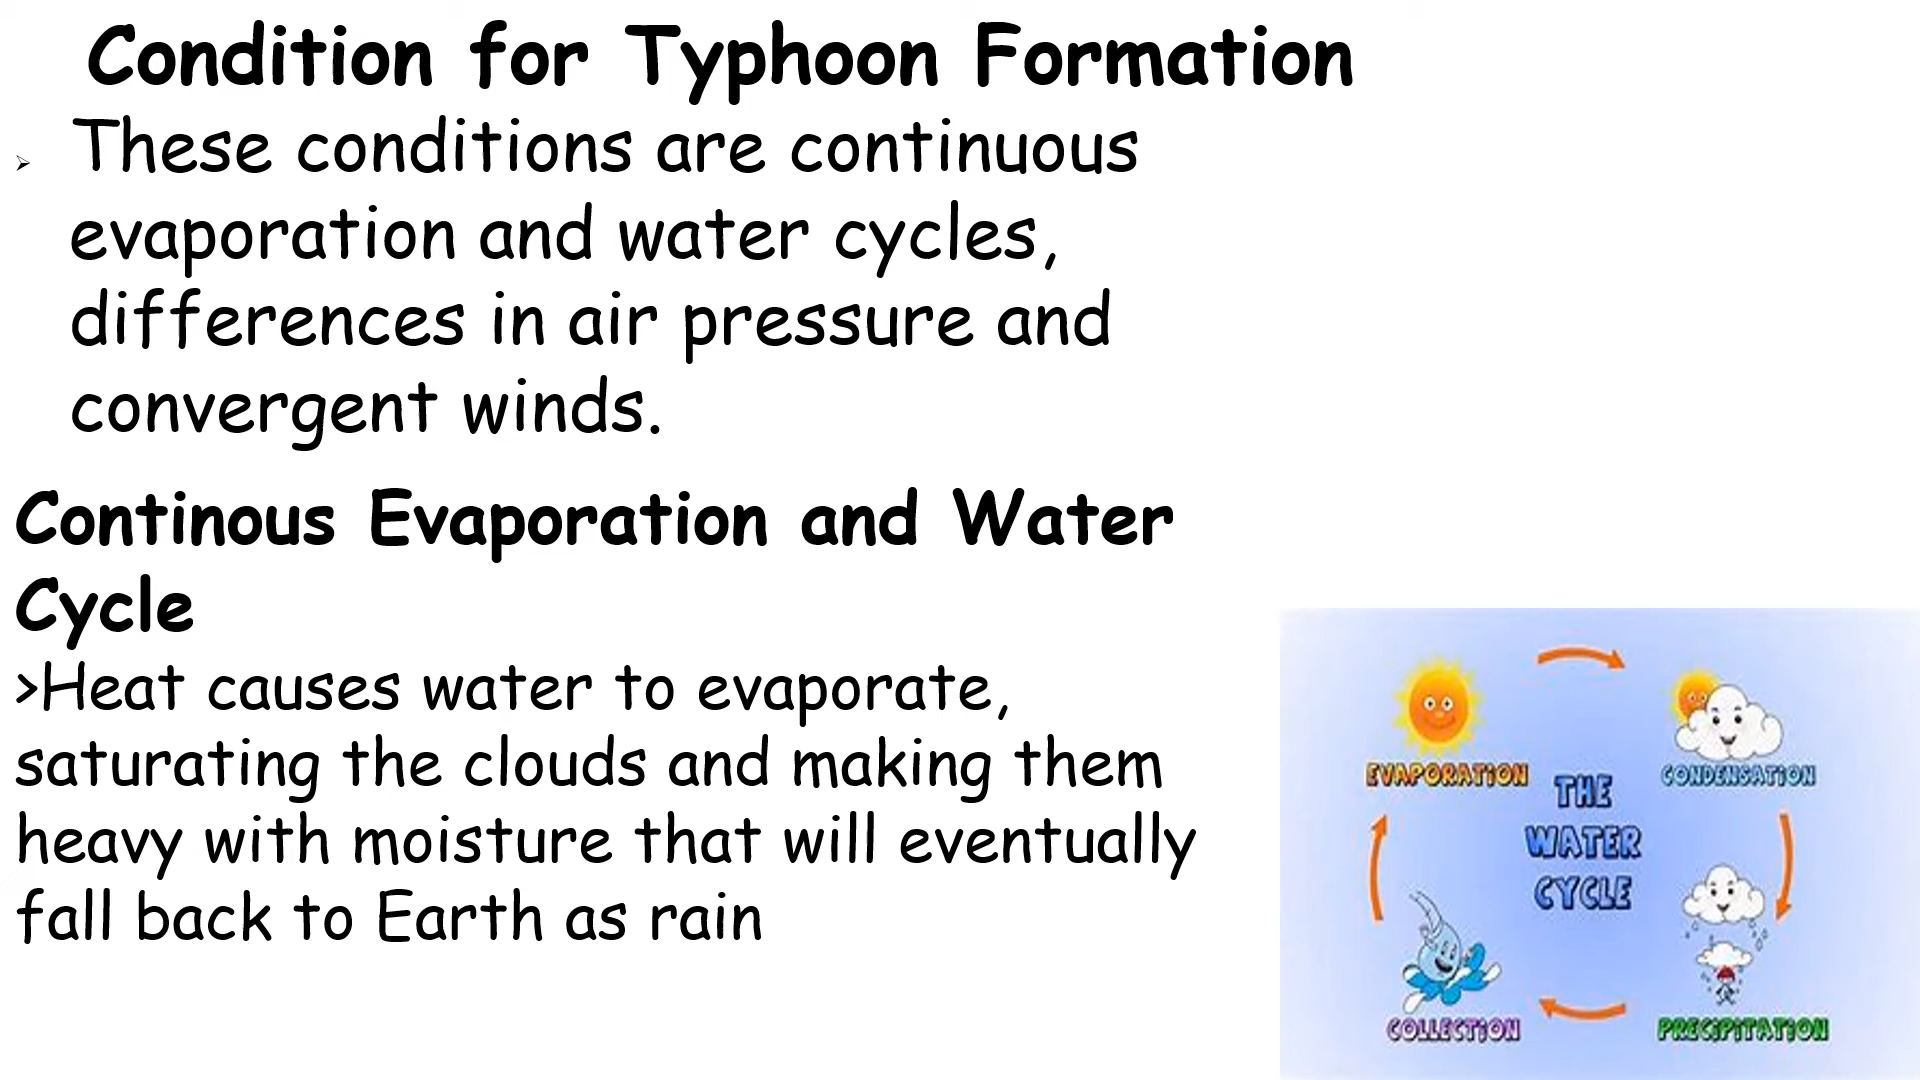 Condition for Typhoon Formation
➢ These conditions are continuous
evaporation and water cycles,
differences in air pressure and
convergent winds.
Continous Evaporation and Water
Cycle
>Heat causes water to evaporate,
saturating the clouds and making them
heavy with moisture that will eventually
fall back to Earth as rain
EVAPORATION
CONDENSATION
THE
WATER
CYCLE
COLLECTION
PRECIPITATION